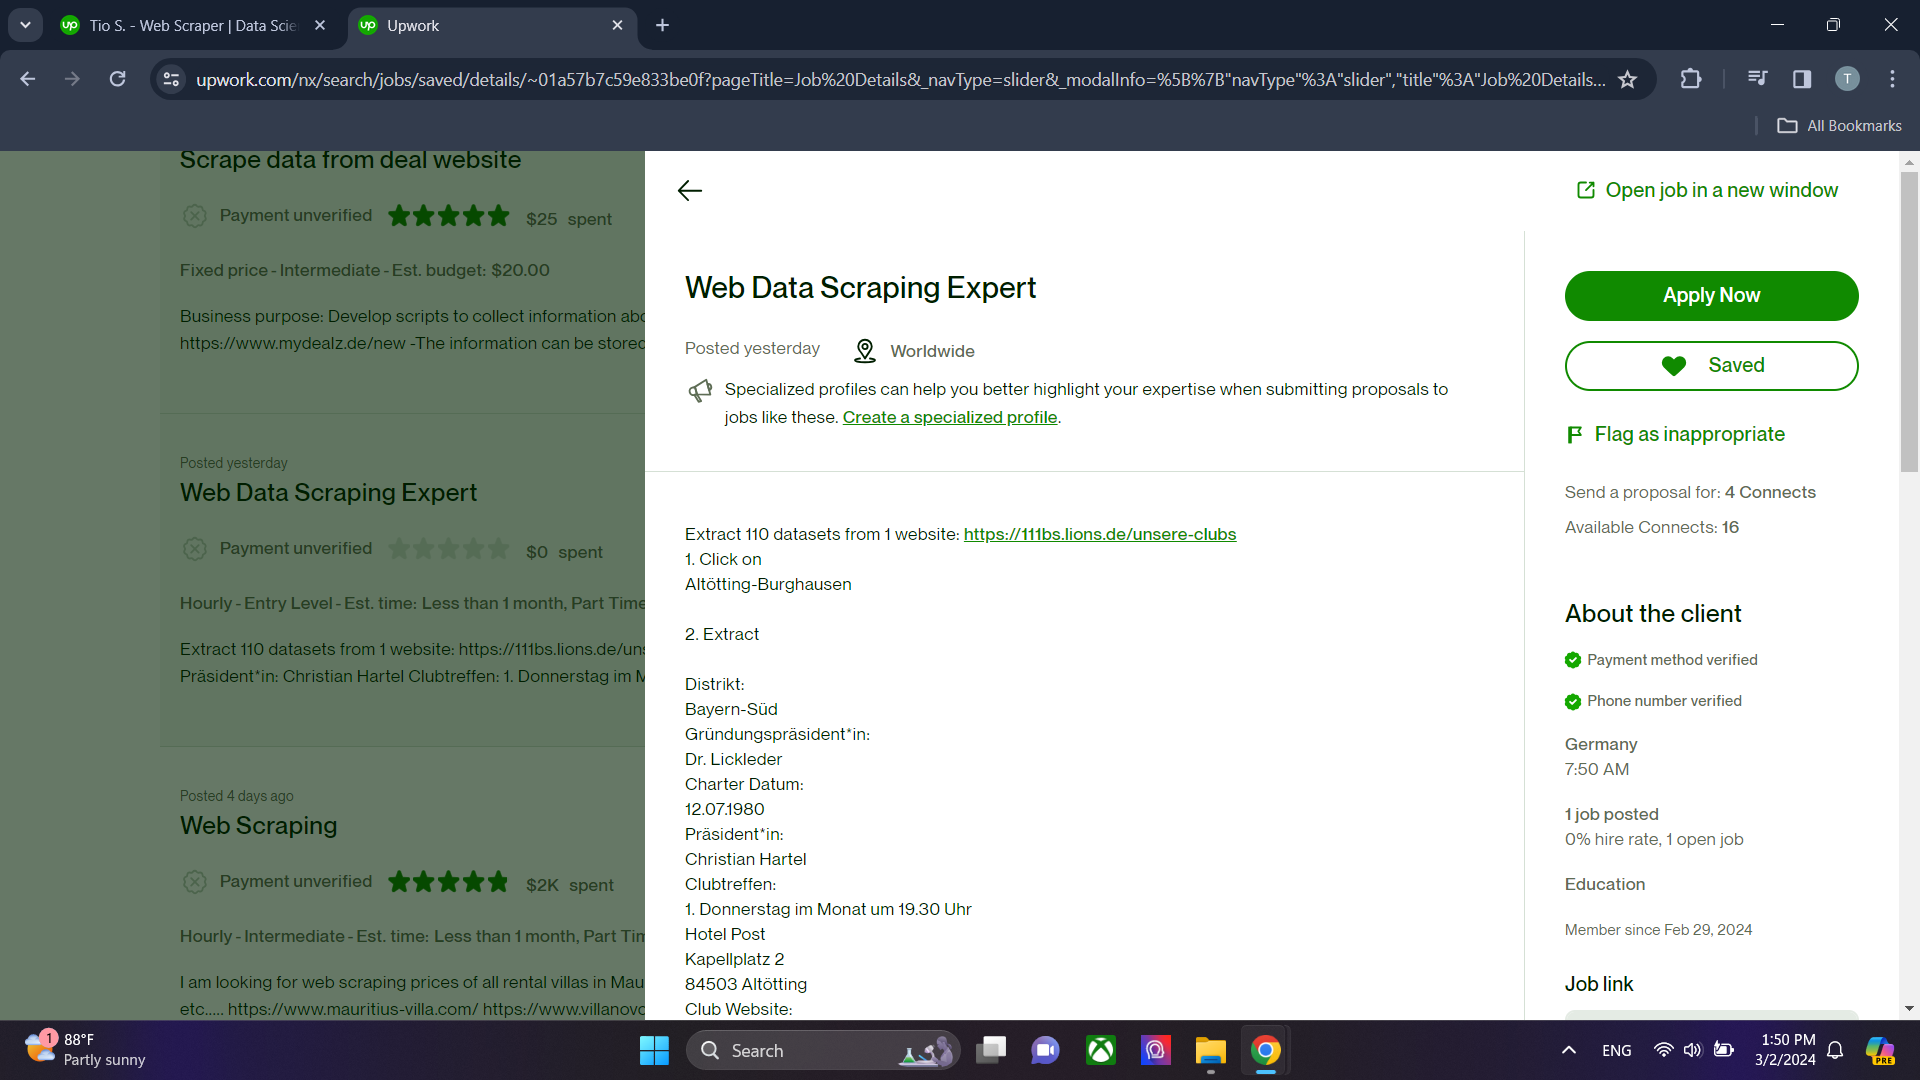 Tio S. - Web Scraper | Data Scie
Upwork
upwork.com/nx/search/jobs/saved/details/~01a57b7c59e833be0f?pageTitle=Job%20Details&_navType=slider&_modalInfo=%5B%7B"navType"%3A"slider","title"%3A"Job%20Details...
T
All Bookmarks
Scrape data from deal website
Payment unverified $25 spent
Fixed price - Intermediate - Est. budget: $20.00
Business purpose: Develop scripts to collect information abo
https://www.mydealz.de/new -The information can be stored
Posted yesterday
Web Data Scraping Expert
Payment unverified $0 spent
Hourly - Entry Level - Est. time: Less than 1 month, Part Time
Extract 110 datasets from 1 website: https://111bs.lions.de/uns
Präsident*in: Christian Hartel Clubtreffen: 1. Donnerstag im M
Posted 4 days ago
Web Scraping
Payment unverified $2K spent
Hourly - Intermediate - Est. time: Less than 1 month, Part Tim
I am looking for web scraping prices of all rental villas in Mau
etc..... https://www.mauritius-villa.com/ https://www.villanovo
Open job in a new window
Web Data Scraping Expert
Posted yesterday Worldwide
Specialized profiles can help you better highlight your expertise when submitting proposals to
jobs like these. Create a specialized profile.
Extract 110 datasets from 1 website: https://111bs.lions.de/unsere-clubs
1. Click on
Altötting-Burghausen
2. Extract
Distrikt:
Bayern-Süd
Gründungspräsident*in:
Dr. Lickleder
Charter Datum:
12.07.1980
Präsident*in:
Christian Hartel
Clubtreffen:
1. Donnerstag im Monat um 19.30 Uhr
Hotel Post
Kapellplatz 2
84503 Altötting
Club Website:
Apply Now
Saved
Flag as inappropriate
Send a proposal for: 4 Connects
Available Connects: 16
About the client
Payment method verified
Phone number verified
Germany
7:50 AM
1 job posted
0% hire rate, 1 open job
Education
Member since Feb 29, 2024
Job link
1
88°F
Partly sunny
Search
ENG
1:50 PM
3/2/2024
PRE